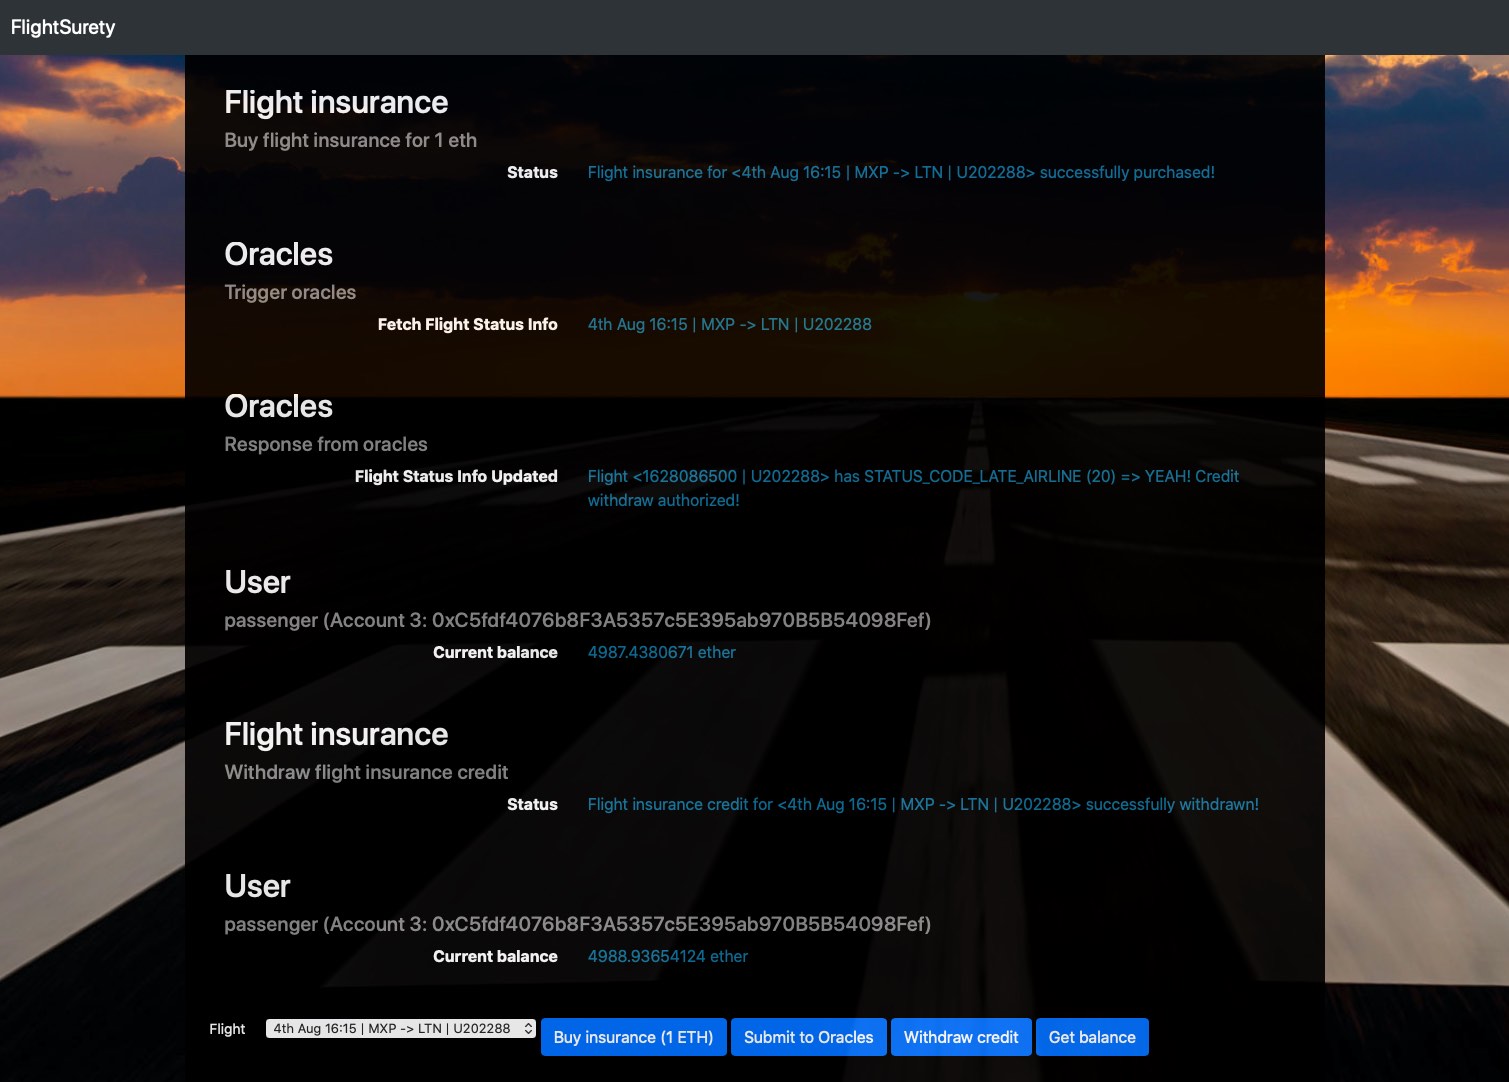 FlightSurety
Flight insurance
Buy flight insurance for 1 eth
Status Flight insurance for <4th Aug 16:15 | MXP -> LTN | U202288> successfully purchased!
Oracles
Trigger oracles
Fetch Flight Status Info 4th Aug 16:15 | MXP -> LTN | U202288
Oracles
Response from oracles
Flight Status Info Updated Flight <1628086500 | U202288> has STATUS_CODE_LATE_AIRLINE (20) => YEAH! Credit
withdraw authorized!
User
passenger (Account 3: 0xC5fdf4076b8F3A5357c5E395ab970B5B54098Fef)
Current balance 4987.4380671 ether
Flight insurance
Withdraw flight insurance credit
Status Flight insurance credit for <4th Aug 16:15 | MXP -> LTN | U202288> successfully withdrawn!
User
passenger (Account 3: 0xC5fdf4076b8F3A5357c5E395ab970B5B54098Fef)
Current balance 4988.93654124 ether
Flight 4th Aug 16:15 | MXP -> LTN | U202288 Buy insurance (1 ETH) Submit to Oracles Withdraw credit Get balance